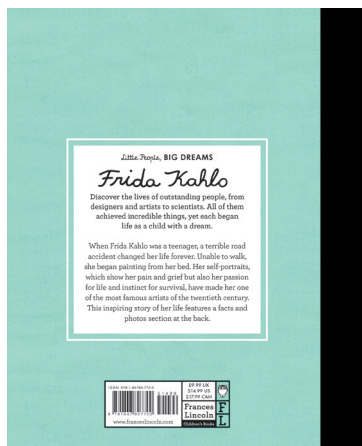 Little People, BIG DREAMS
Frida Kahlo
Discover the lives of outstanding people, from
designers and artists to scientists. All of them
achieved incredible things, yet each began
life as a child with a dream.
When Frida Kahlo was a teenager, a terrible road
accident changed her life forever. Unable to walk,
she began painting from her bed. Her self-portraits,
which show her pain and grief but also her passion
for life and instinct for survival, have made her one
of the most famous artists of the twentieth century.
This inspiring story of her life features a facts and
photos section at the back.
£9.99 UK
$14.99 US
$17.99 CAN
www.franceslincoln.com
Frances
Lincoln
Children's Books
F
L